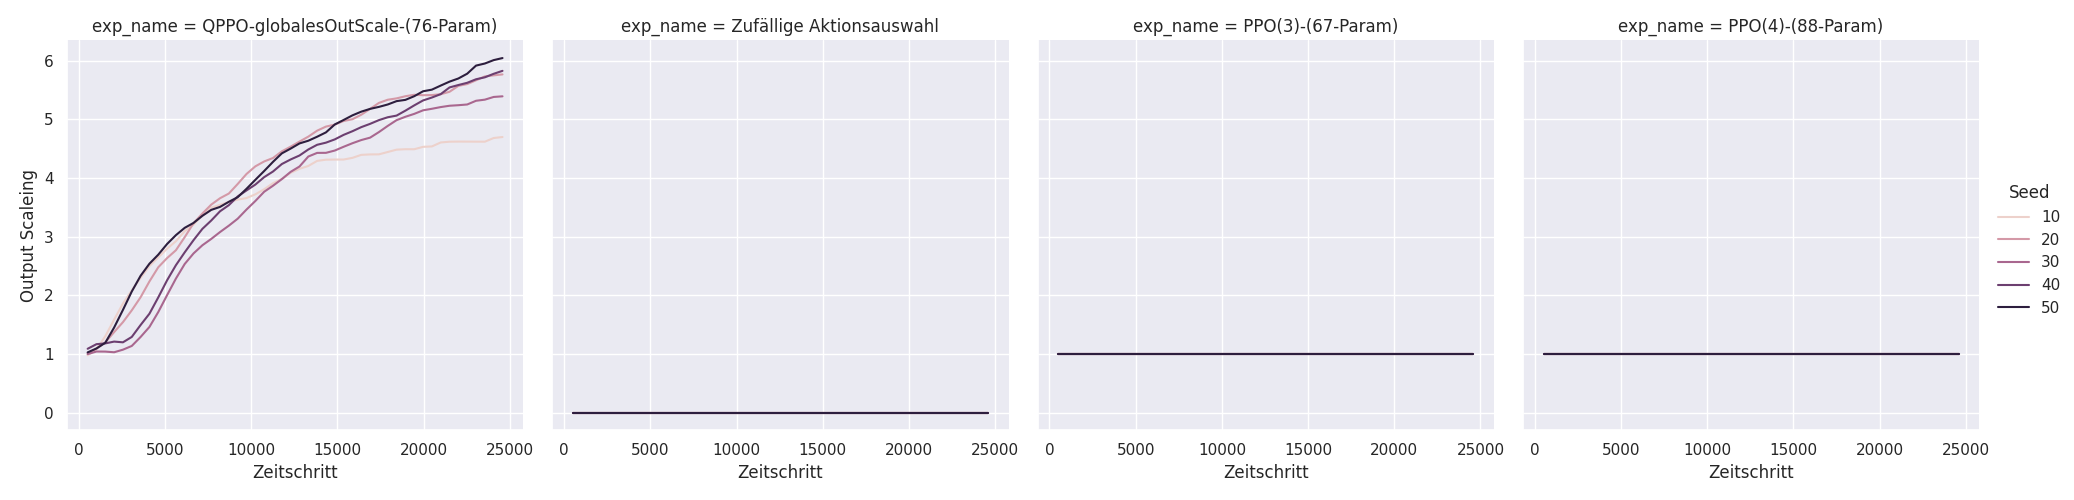 exp_name = QPPO-globalesOutScale-(76-Param)
exp_name = Zufällige Aktionsauswahl
exp_name = PPO(3)-(67-Param)
exp_name = PPO(4)-(88-Param)
Output Scaleing
6
5
4
3
2
1
0
0 5000 10000 15000 20000 25000
0 5000 10000 15000 20000 25000
0 5000 10000 15000 20000 25000
0 5000 10000 15000 20000 25000
Zeitschritt
Zeitschritt
Zeitschritt
Zeitschritt
Seed
10
20
30
40
50